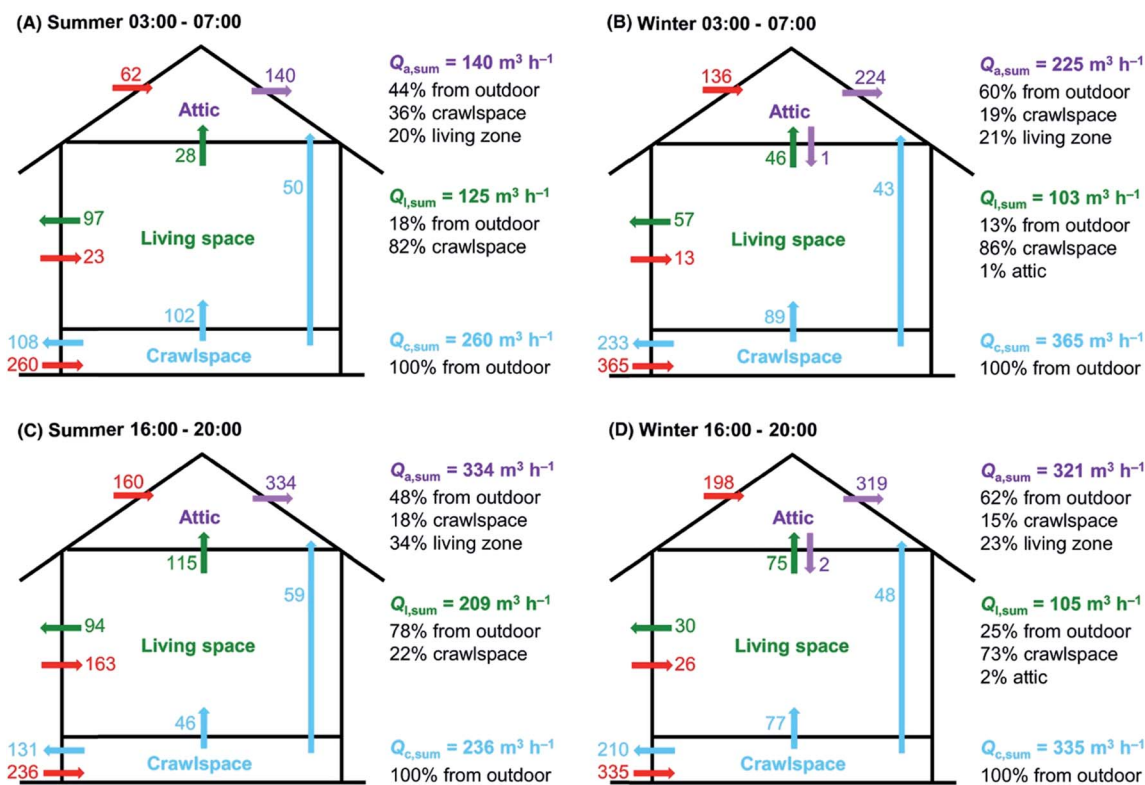 (A) Summer 03:00 - 07:00
62
140
Attic
28
50
97
Living space
23
102
108
Crawlspace
260
Qa,sum = 140 m³ h⁻¹
44% from outdoor
36% crawlspace
20% living zone
Ql,sum = 125 m³ h⁻¹
18% from outdoor
82% crawlspace
Qc,sum = 260 m³ h⁻¹
100% from outdoor
(B) Winter 03:00 - 07:00
136
224
Attic
46
1
43
57
Living space
13
89
233
Crawlspace
365
Qa,sum = 225 m³ h⁻¹
60% from outdoor
19% crawlspace
21% living zone
Ql,sum = 103 m³ h⁻¹
13% from outdoor
86% crawlspace
1% attic
Qc,sum = 365 m³ h⁻¹
100% from outdoor
(C) Summer 16:00 - 20:00
160
334
Attic
115
59
94
Living space
163
46
131
Crawlspace
236
Qa,sum = 334 m³ h⁻¹
48% from outdoor
18% crawlspace
34% living zone
Ql,sum = 209 m³ h⁻¹
78% from outdoor
22% crawlspace
Qc,sum = 236 m³ h⁻¹
100% from outdoor
(D) Winter 16:00 - 20:00
198
319
Attic
75
2
48
30
Living space
26
77
210
Crawlspace
335
Qa,sum = 321 m³ h⁻¹
62% from outdoor
15% crawlspace
23% living zone
Ql,sum = 105 m³ h⁻¹
25% from outdoor
73% crawlspace
2% attic
Qc,sum = 335 m³ h⁻¹
100% from outdoor